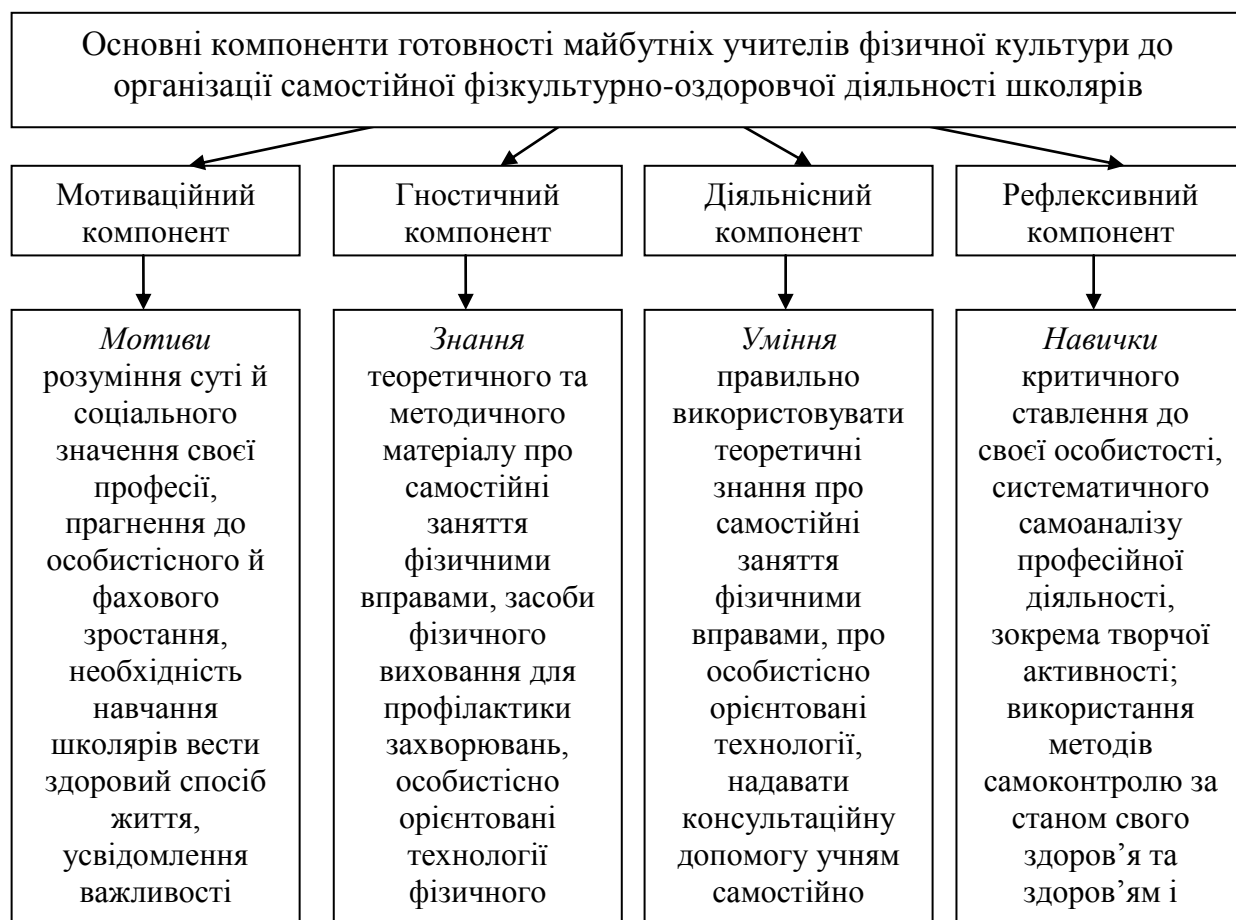 Основні компоненти готовності майбутніх учителів фізичної культури до
організації самостійної фізкультурно-оздоровчої діяльності школярів
Мотиваційний
компонент
Гностичний
компонент
Діяльнісний
компонент
Рефлексивний
компонент
Мотиви
розуміння суті й
соціального
значення своєї
професії,
прагнення до
особистісного й
фахового
зростання,
необхідність
навчання
школярів вести
здоровий спосіб
життя,
усвідомлення
важливості
Знання
теоретичного та
методичного
матеріалу про
самостійні
заняття
фізичними
вправами, засоби
фізичного
виховання для
профілактики
захворювань,
особистісно
орієнтовані
технології
фізичного
Уміння
правильно
використовувати
теоретичні
знання про
самостійні
заняття
фізичними
вправами, про
особистісно
орієнтовані
технології,
надавати
консультаційну
допомогу учням
самостійно
Навички
критичного
ставлення до
своєї особистості,
систематичного
самоаналізу
професійної
діяльності,
зокрема творчої
активності;
використання
методів
самоконтролю за
станом свого
здоров’я та
здоров’ям і